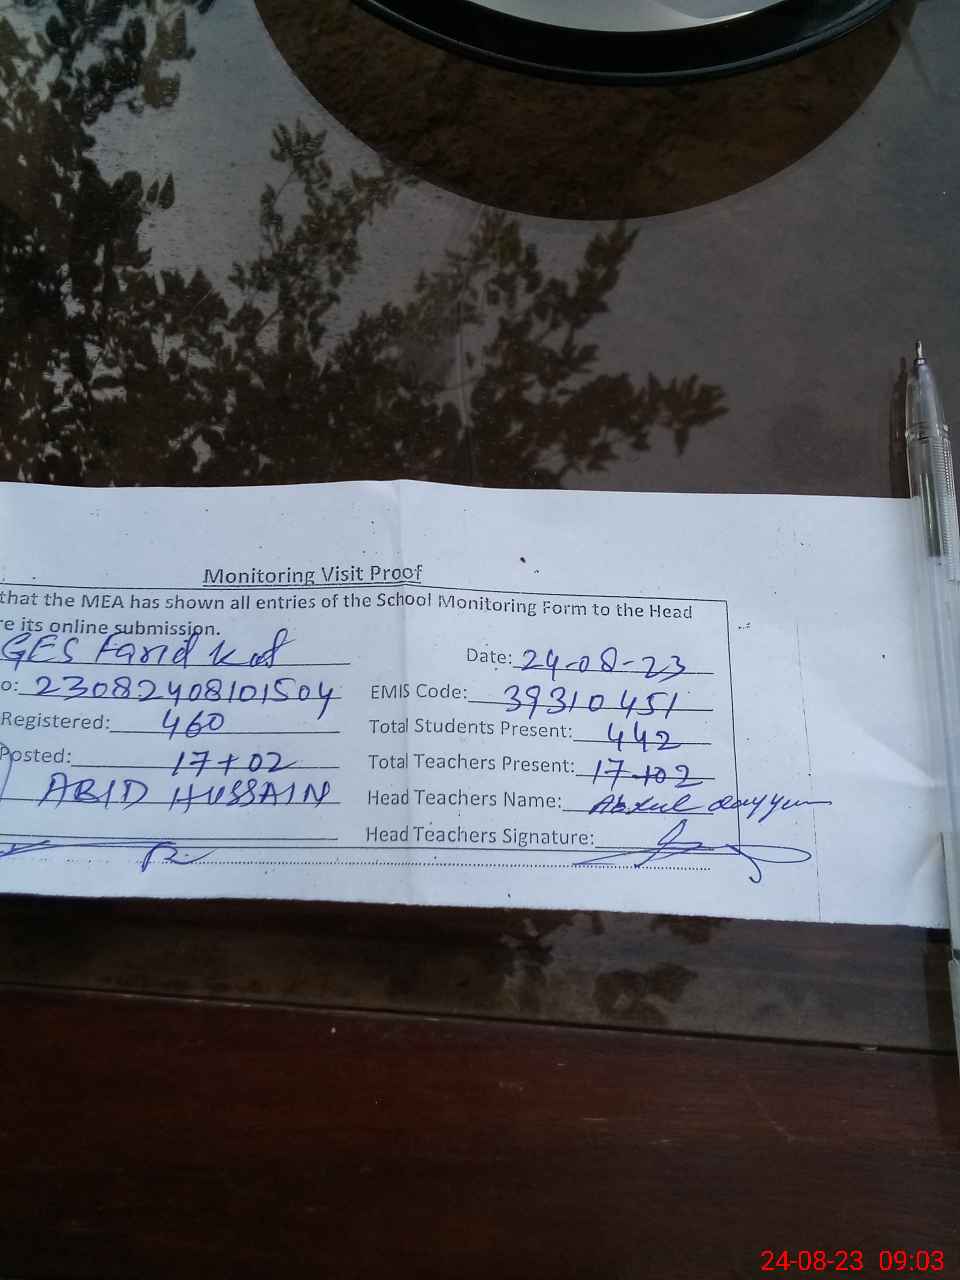 Monitoring Visit Proof
that the MEA has shown all entries of the School Monitoring Form to the Head
re its online submission.
GES Farid Kot Date: 24-08-23
o: 23082408101504 EMIS Code: 39310451
Registered: 460 Total Students Present: 442
Posted: 17+02 Total Teachers Present: 17+02
ABID HUSSAIN Head Teachers Name: Abdul
Head Teachers Signature:
24-08-23 09:03